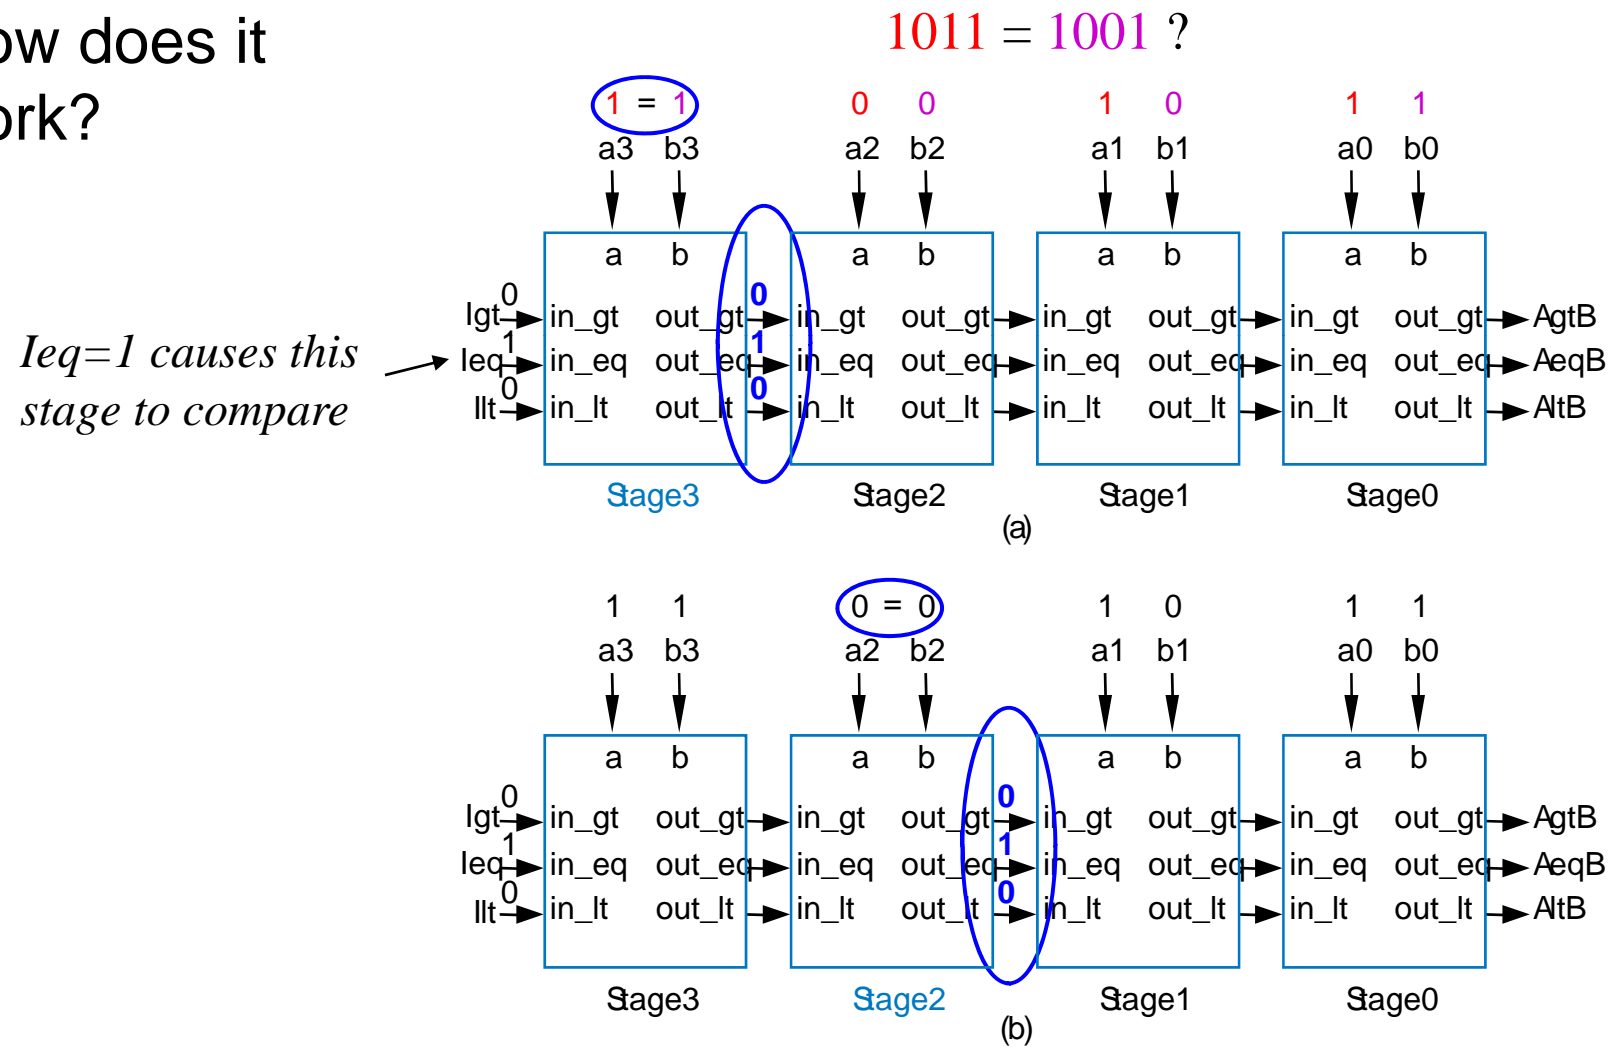 ow does it
ork?
1011 = 1001 ?
1 = 1 0 0 1 0 1 1
a3 b3 a2 b2 a1 b1 a0 b0
a b a b a b a b
0 0
Igt in_gt out_gt in_gt out_gt in_gt out_gt in_gt out_gt AgtB
1 1
Ieq in_eq out_eq in_eq out_eq in_eq out_eq in_eq out_eq AeqB
0 0
Ilt in_lt out_lt in_lt out_lt in_lt out_lt in_lt out_lt AltB
Ieq=1 causes this
stage to compare
Stage3 Stage2 Stage1 Stage0
(a)
1 1 0 = 0 1 0 1 1
a3 b3 a2 b2 a1 b1 a0 b0
a b a b a b a b
0 0
Igt in_gt out_gt in_gt out_gt in_gt out_gt in_gt out_gt AgtB
1 1
Ieq in_eq out_eq in_eq out_eq in_eq out_eq in_eq out_eq AeqB
0 0
Ilt in_lt out_lt in_lt out_lt in_lt out_lt in_lt out_lt AltB
Stage3 Stage2 Stage1 Stage0
(b)